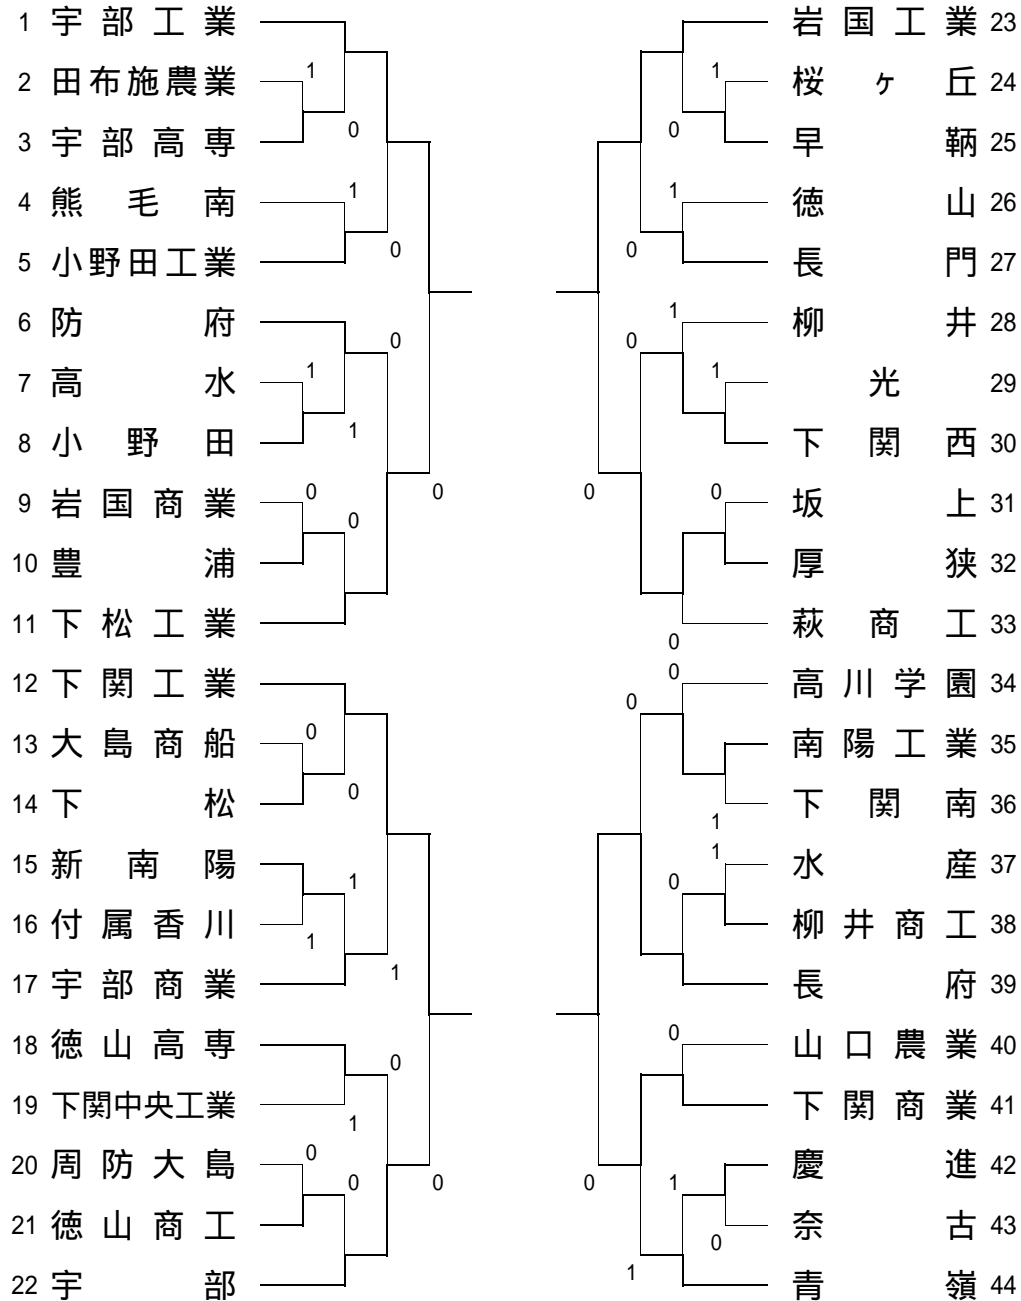 1 宇部工業
2 田布施農業
1
3 宇部高専
0
4 熊毛南
1
5 小野田工業
0
6 防府
0
7 高水
1
8 小野田
1
9 岩国商業
0
0
0
10 豊浦
11 下松工業
12 下関工業
13 大島商船
0
14 下松
0
15 新南陽
1
16 付属香川
1
17 宇部商業
1
18 徳山高専
0
19 下関中央工業
1
20 周防大島
0
0
0
21 徳山商工
22 宇部
岩国工業 23
1
桜ヶ丘 24
0
早鞆 25
1
徳山 26
0
長門 27
1
柳井 28
0
1
光 29
下関西 30
0
0
坂上 31
厚狭 32
萩商工 33
0
0
高川学園 34
0
南陽工業 35
下関南 36
1
1
水産 37
0
柳井商工 38
長府 39
0
山口農業 40
下関商業 41
慶進 42
0
1
奈古 43
0
青嶺 44
1